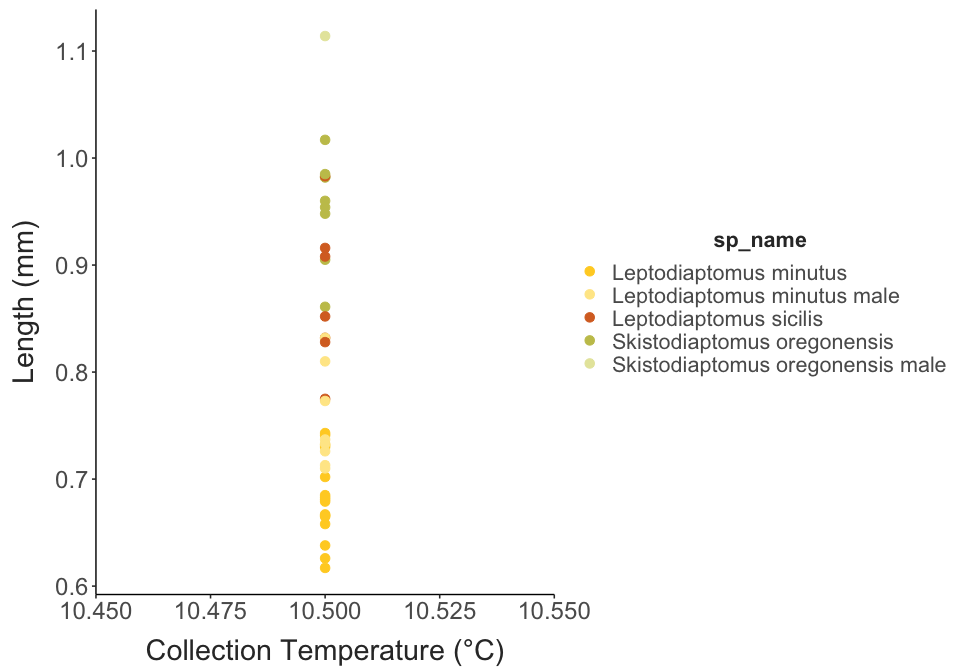 1.1
1.0
0.9
0.8
0.7
0.6
Length (mm)
10.450 10.475 10.500 10.525 10.550
Collection Temperature (°C)
sp_name
Leptodiaptomus minutus
Leptodiaptomus minutus male
Leptodiaptomus sicilis
Skistodiaptomus oregonensis
Skistodiaptomus oregonensis male